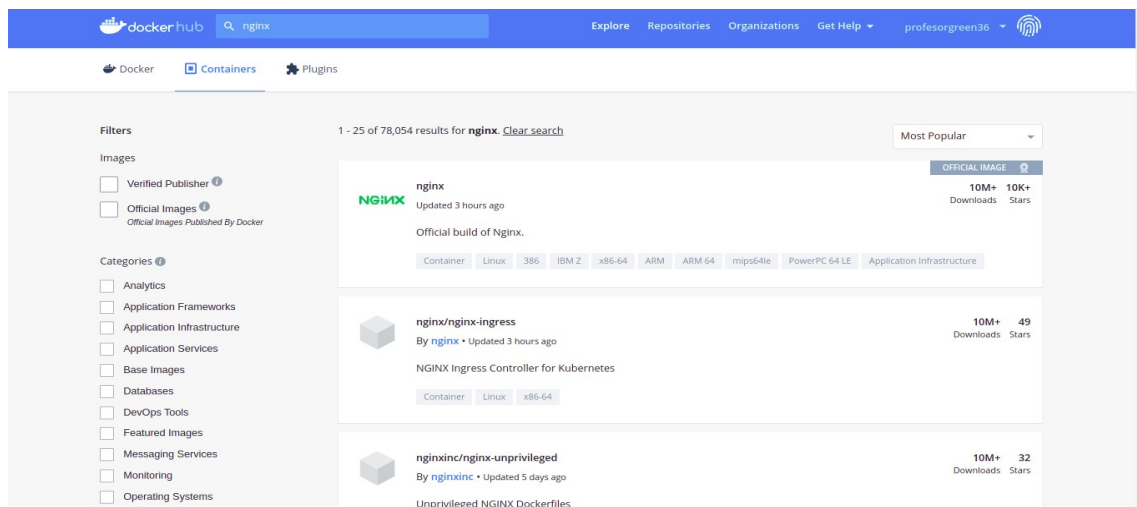 docker hub nginx Explore Repositories Organizations Get Help profesorgreen36
Docker Containers Plugins
Filters
Images
Verified Publisher
Official Images
Official Images Published By Docker
Categories
Analytics
Application Frameworks
Application Infrastructure
Application Services
Base Images
Databases
DevOps Tools
Featured Images
Messaging Services
Monitoring
Operating Systems
1 - 25 of 78,054 results for nginx. Clear search
Most Popular
OFFICIAL IMAGE
NGINX
nginx
Updated 3 hours ago
10M+ 10K+
Downloads Stars
Official build of Nginx.
Container Linux 386 IBM Z x86-64 ARM ARM 64 mips64le PowerPC 64 LE Application Infrastructure
nginx/nginx-ingress
By nginx • Updated 3 hours ago
10M+ 49
Downloads Stars
NGINX Ingress Controller for Kubernetes
Container Linux x86-64
nginxinc/nginx-unprivileged
By nginxinc • Updated 5 days ago
10M+ 32
Downloads Stars
Unprivileged NGINX Dockerfiles